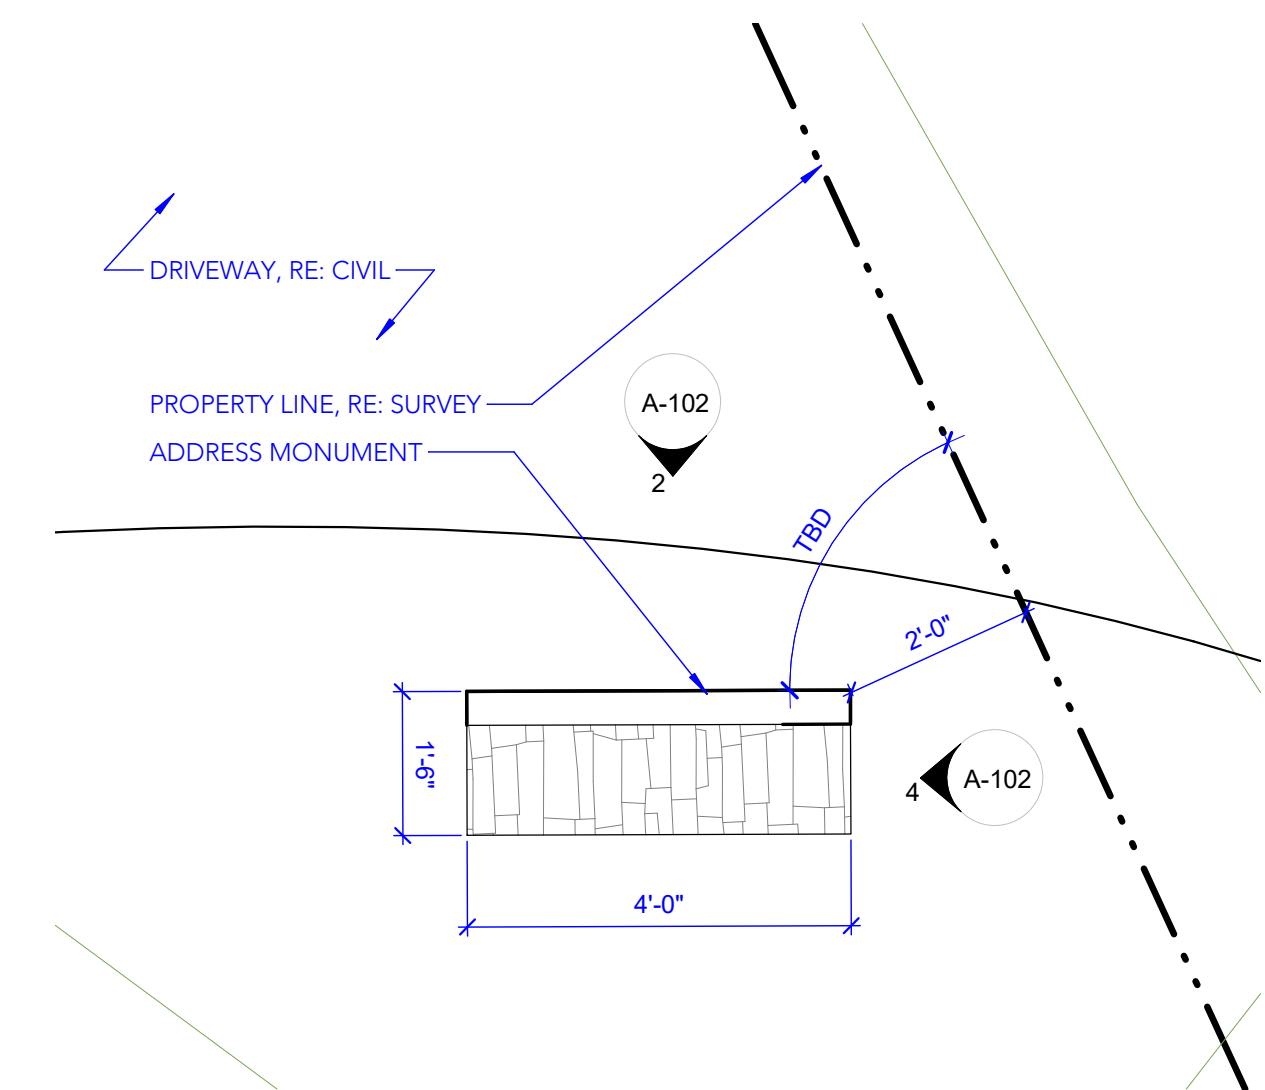 DRIVEWAY, RE: CIVIL
PROPERTY LINE, RE: SURVEY
A-102
2
ADDRESS MONUMENT
TBD
2'-0"
1'-6"
A-102
4
4'-0"